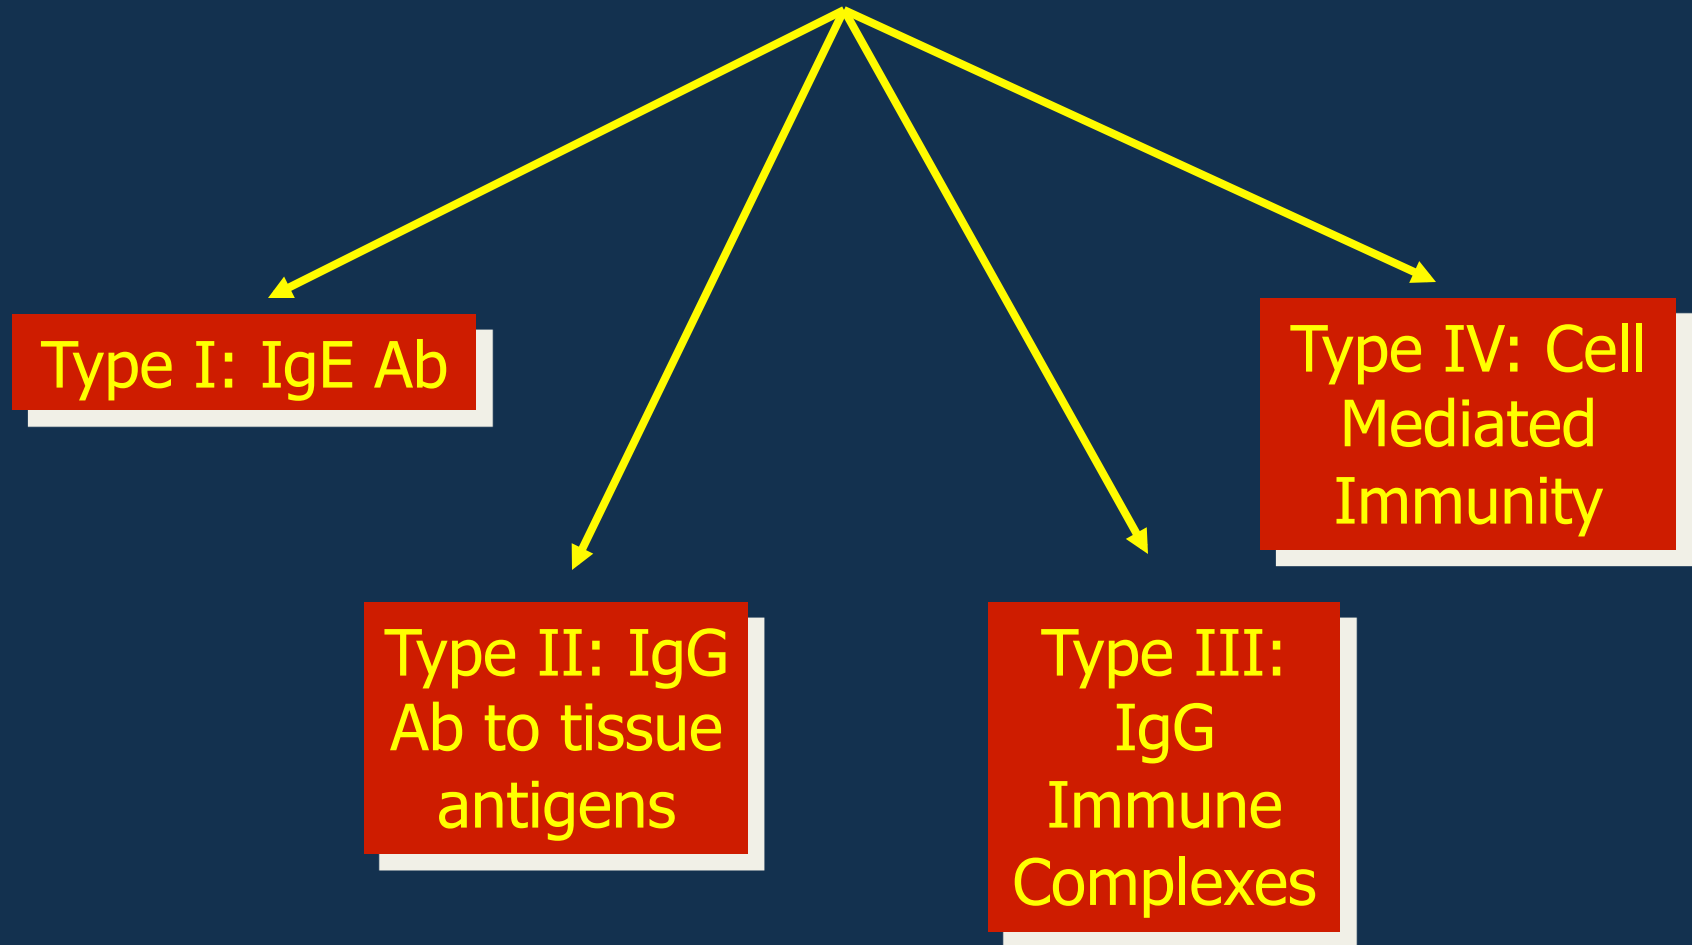 Type I: IgE Ab
Type II: IgG
Ab to tissue
antigens
Type III:
IgG
Immune
Complexes
Type IV: Cell
Mediated
Immunity